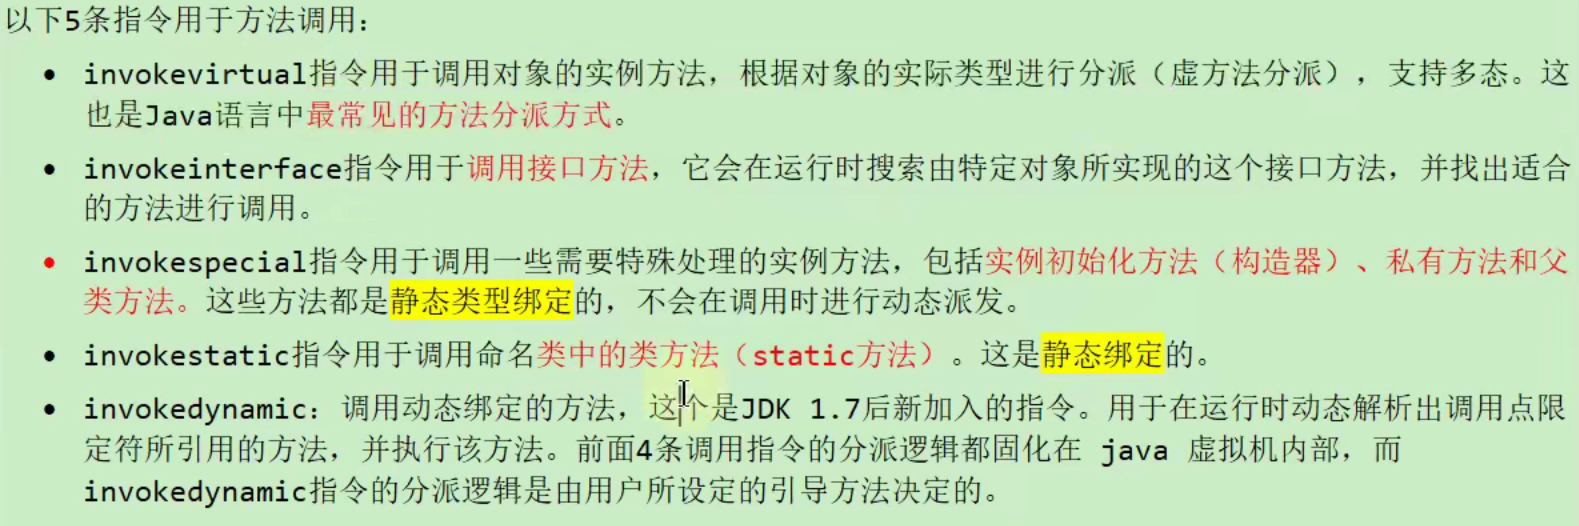 以下5条指令用于方法调用：
• invokevirtual指令用于调用对象的实例方法，根据对象的实际类型进行分派（虚方法分派），支持多态。这
也是Java语言中最常见的方法分派方式。
• invokeinterface指令用于调用接口方法，它会在运行时搜索由特定对象所实现的这个接口方法，并找出适合
的方法进行调用。
• invokespecial指令用于调用一些需要特殊处理的实例方法，包括实例初始化方法（构造器）、私有方法和父
类方法。这些方法都是静态类型绑定的，不会在调用时进行动态派发。
• invokestatic指令用于调用命名类中的类方法（static方法）。这是静态绑定的。
• invokedynamic：调用动态绑定的方法，这个是JDK 1.7后新加入的指令。用于在运行时动态解析出调用点限
定符所引用的方法，并执行该方法。前面4条调用指令的分派逻辑都固化在 java 虚拟机内部，而
invokedynamic指令的分派逻辑是由用户所设定的引导方法决定的。